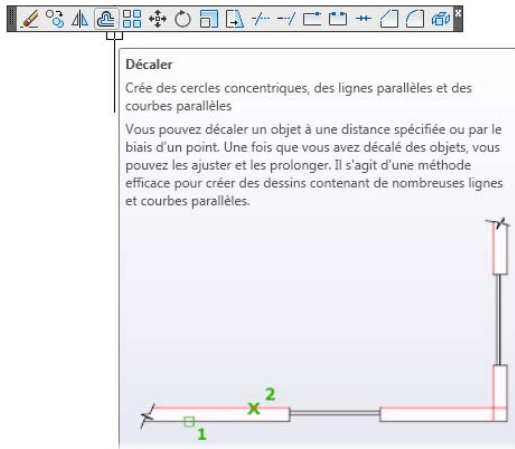 Décaler
Crée des cercles concentriques, des lignes parallèles et des
courbes parallèles
Vous pouvez décaler un objet à une distance spécifiée ou par le
biais d'un point. Une fois que vous avez décalé des objets, vous
pouvez les ajuster et les prolonger. Il s'agit d'une méthode
efficace pour créer des dessins contenant de nombreuses lignes
et courbes parallèles.
2
1